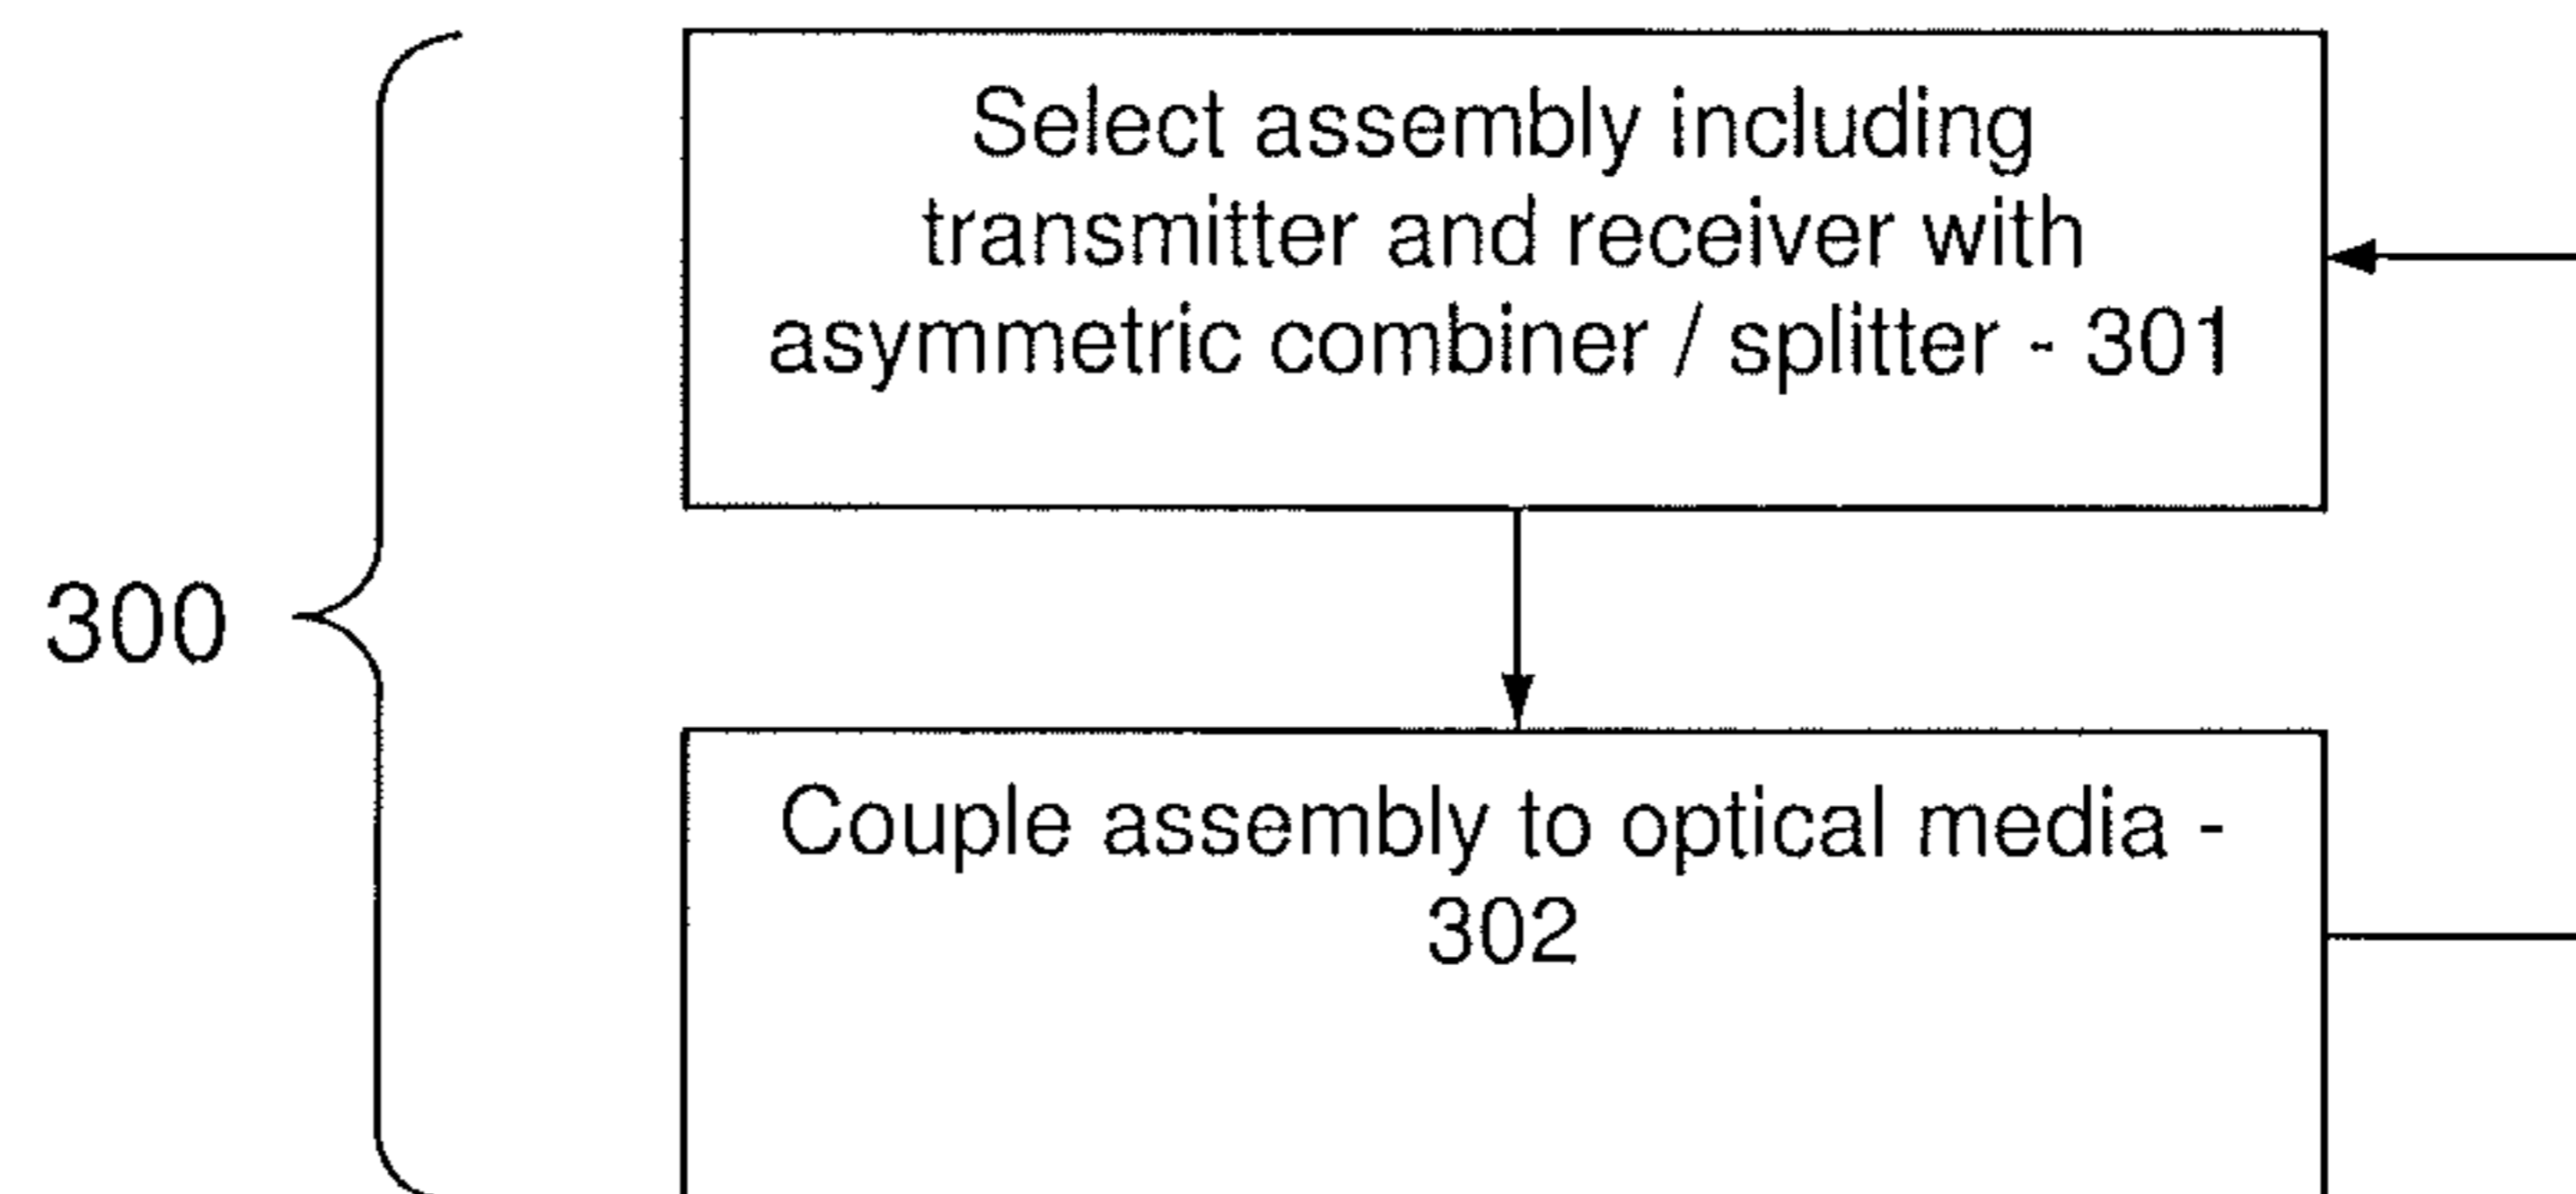 Select assembly including
transmitter and receiver with
asymmetric combiner / splitter - 301
300
Couple assembly to optical media -
302